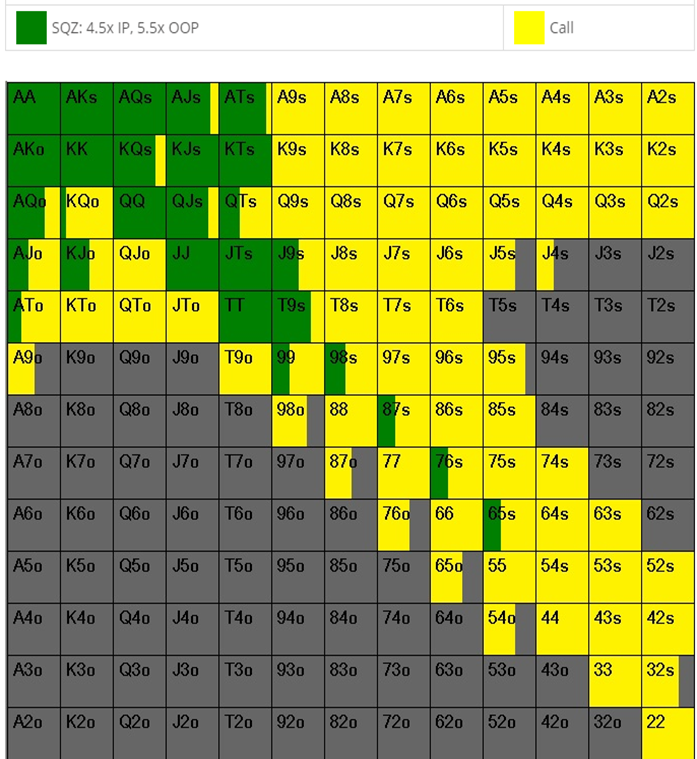 SQZ: 4.5x IP, 5.5x OOP Call
AA AKs AQs AJs ATs A9s A8s A7s A6s A5s A4s A3s A2s
AKo KK KQs KJs KTs K9s K8s K7s K6s K5s K4s K3s K2s
AQo KQo QQ QJs QTs Q9s Q8s Q7s Q6s Q5s Q4s Q3s Q2s
AJo KJo QJo JJ JTs J9s J8s J7s J6s J5s J4s J3s J2s
ATo KTo QTo JTo TT T9s T8s T7s T6s T5s T4s T3s T2s
A9o K9o Q9o J9o T9o 99 98s 97s 96s 95s 94s 93s 92s
A8o K8o Q8o J8o T8o 98o 88 87s 86s 85s 84s 83s 82s
A7o K7o Q7o J7o T7o 97o 87o 77 76s 75s 74s 73s 72s
A6o K6o Q6o J6o T6o 96o 86o 76o 66 65s 64s 63s 62s
A5o K5o Q5o J5o T5o 95o 85o 75o 65o 55 54s 53s 52s
A4o K4o Q4o J4o T4o 94o 84o 74o 64o 54o 44 43s 42s
A3o K3o Q3o J3o T3o 93o 83o 73o 63o 53o 43o 33 32s
A2o K2o Q2o J2o T2o 92o 82o 72o 62o 52o 42o 32o 22